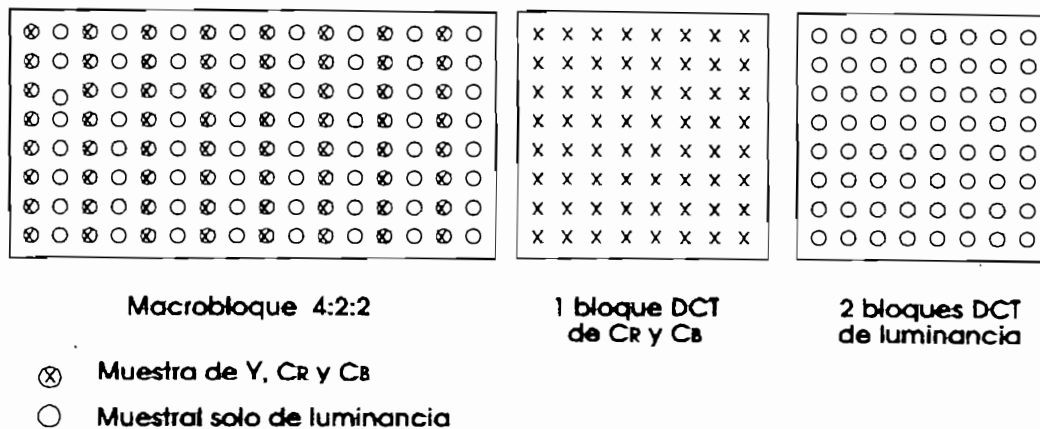 Macrobloque 4:2:2
1 bloque DCT
de CR y CB
2 bloques DCT
de luminancia
Muestra de Y, CR y CB
Muestral solo de luminancia